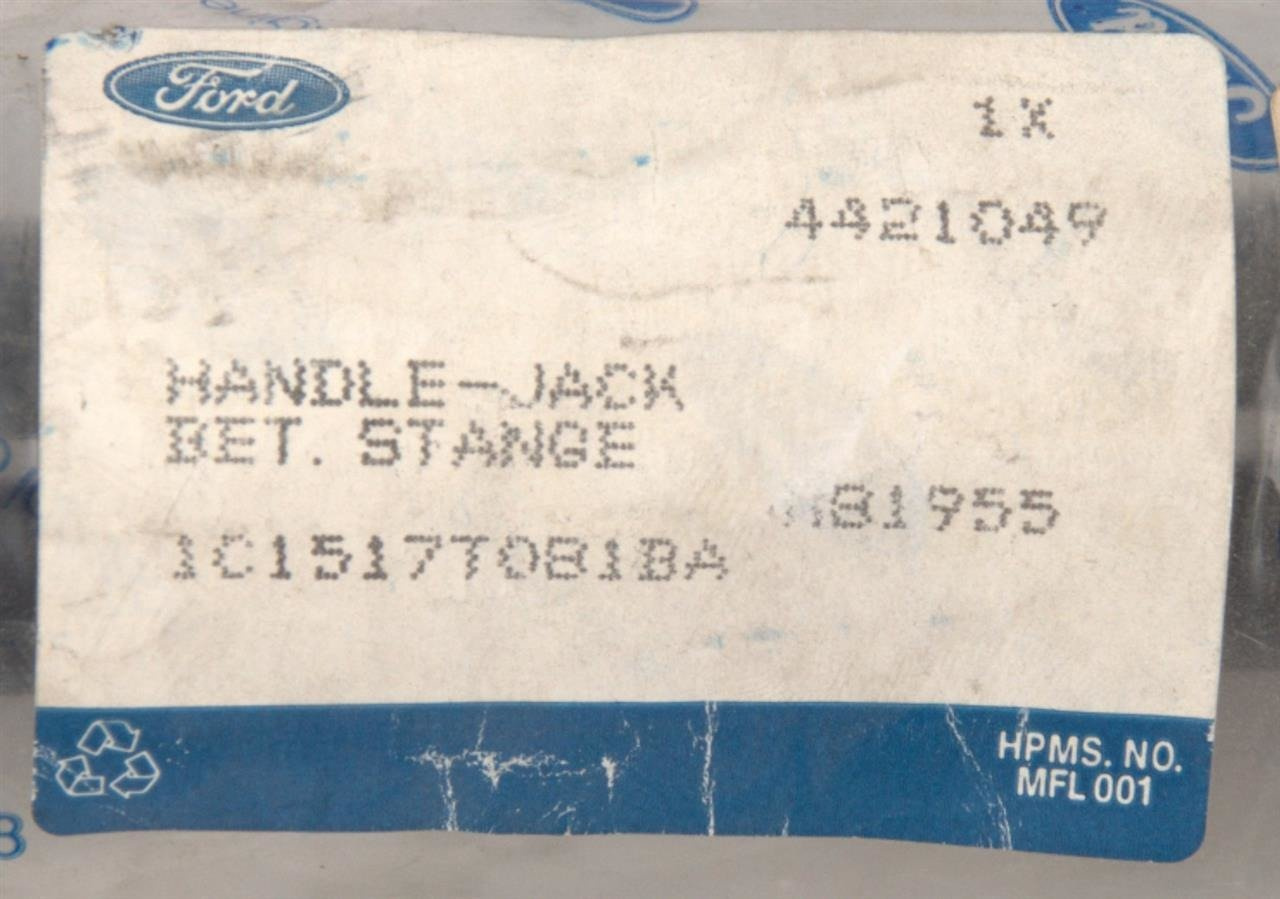 Ford
1X
4421049
HANDLE-JACK
BET. STANGE
81955
1C1517T081BA
HPMS. NO.
MFL 001